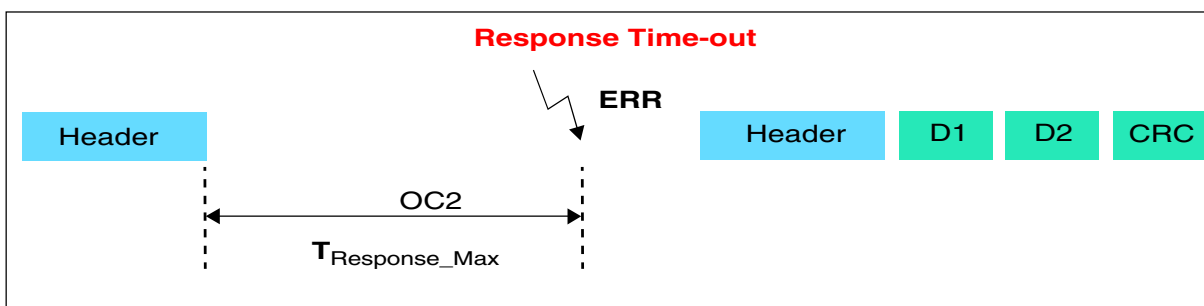 Response Time-out
ERR
Header
Header D1 D2 CRC
OC2
TResponse_Max